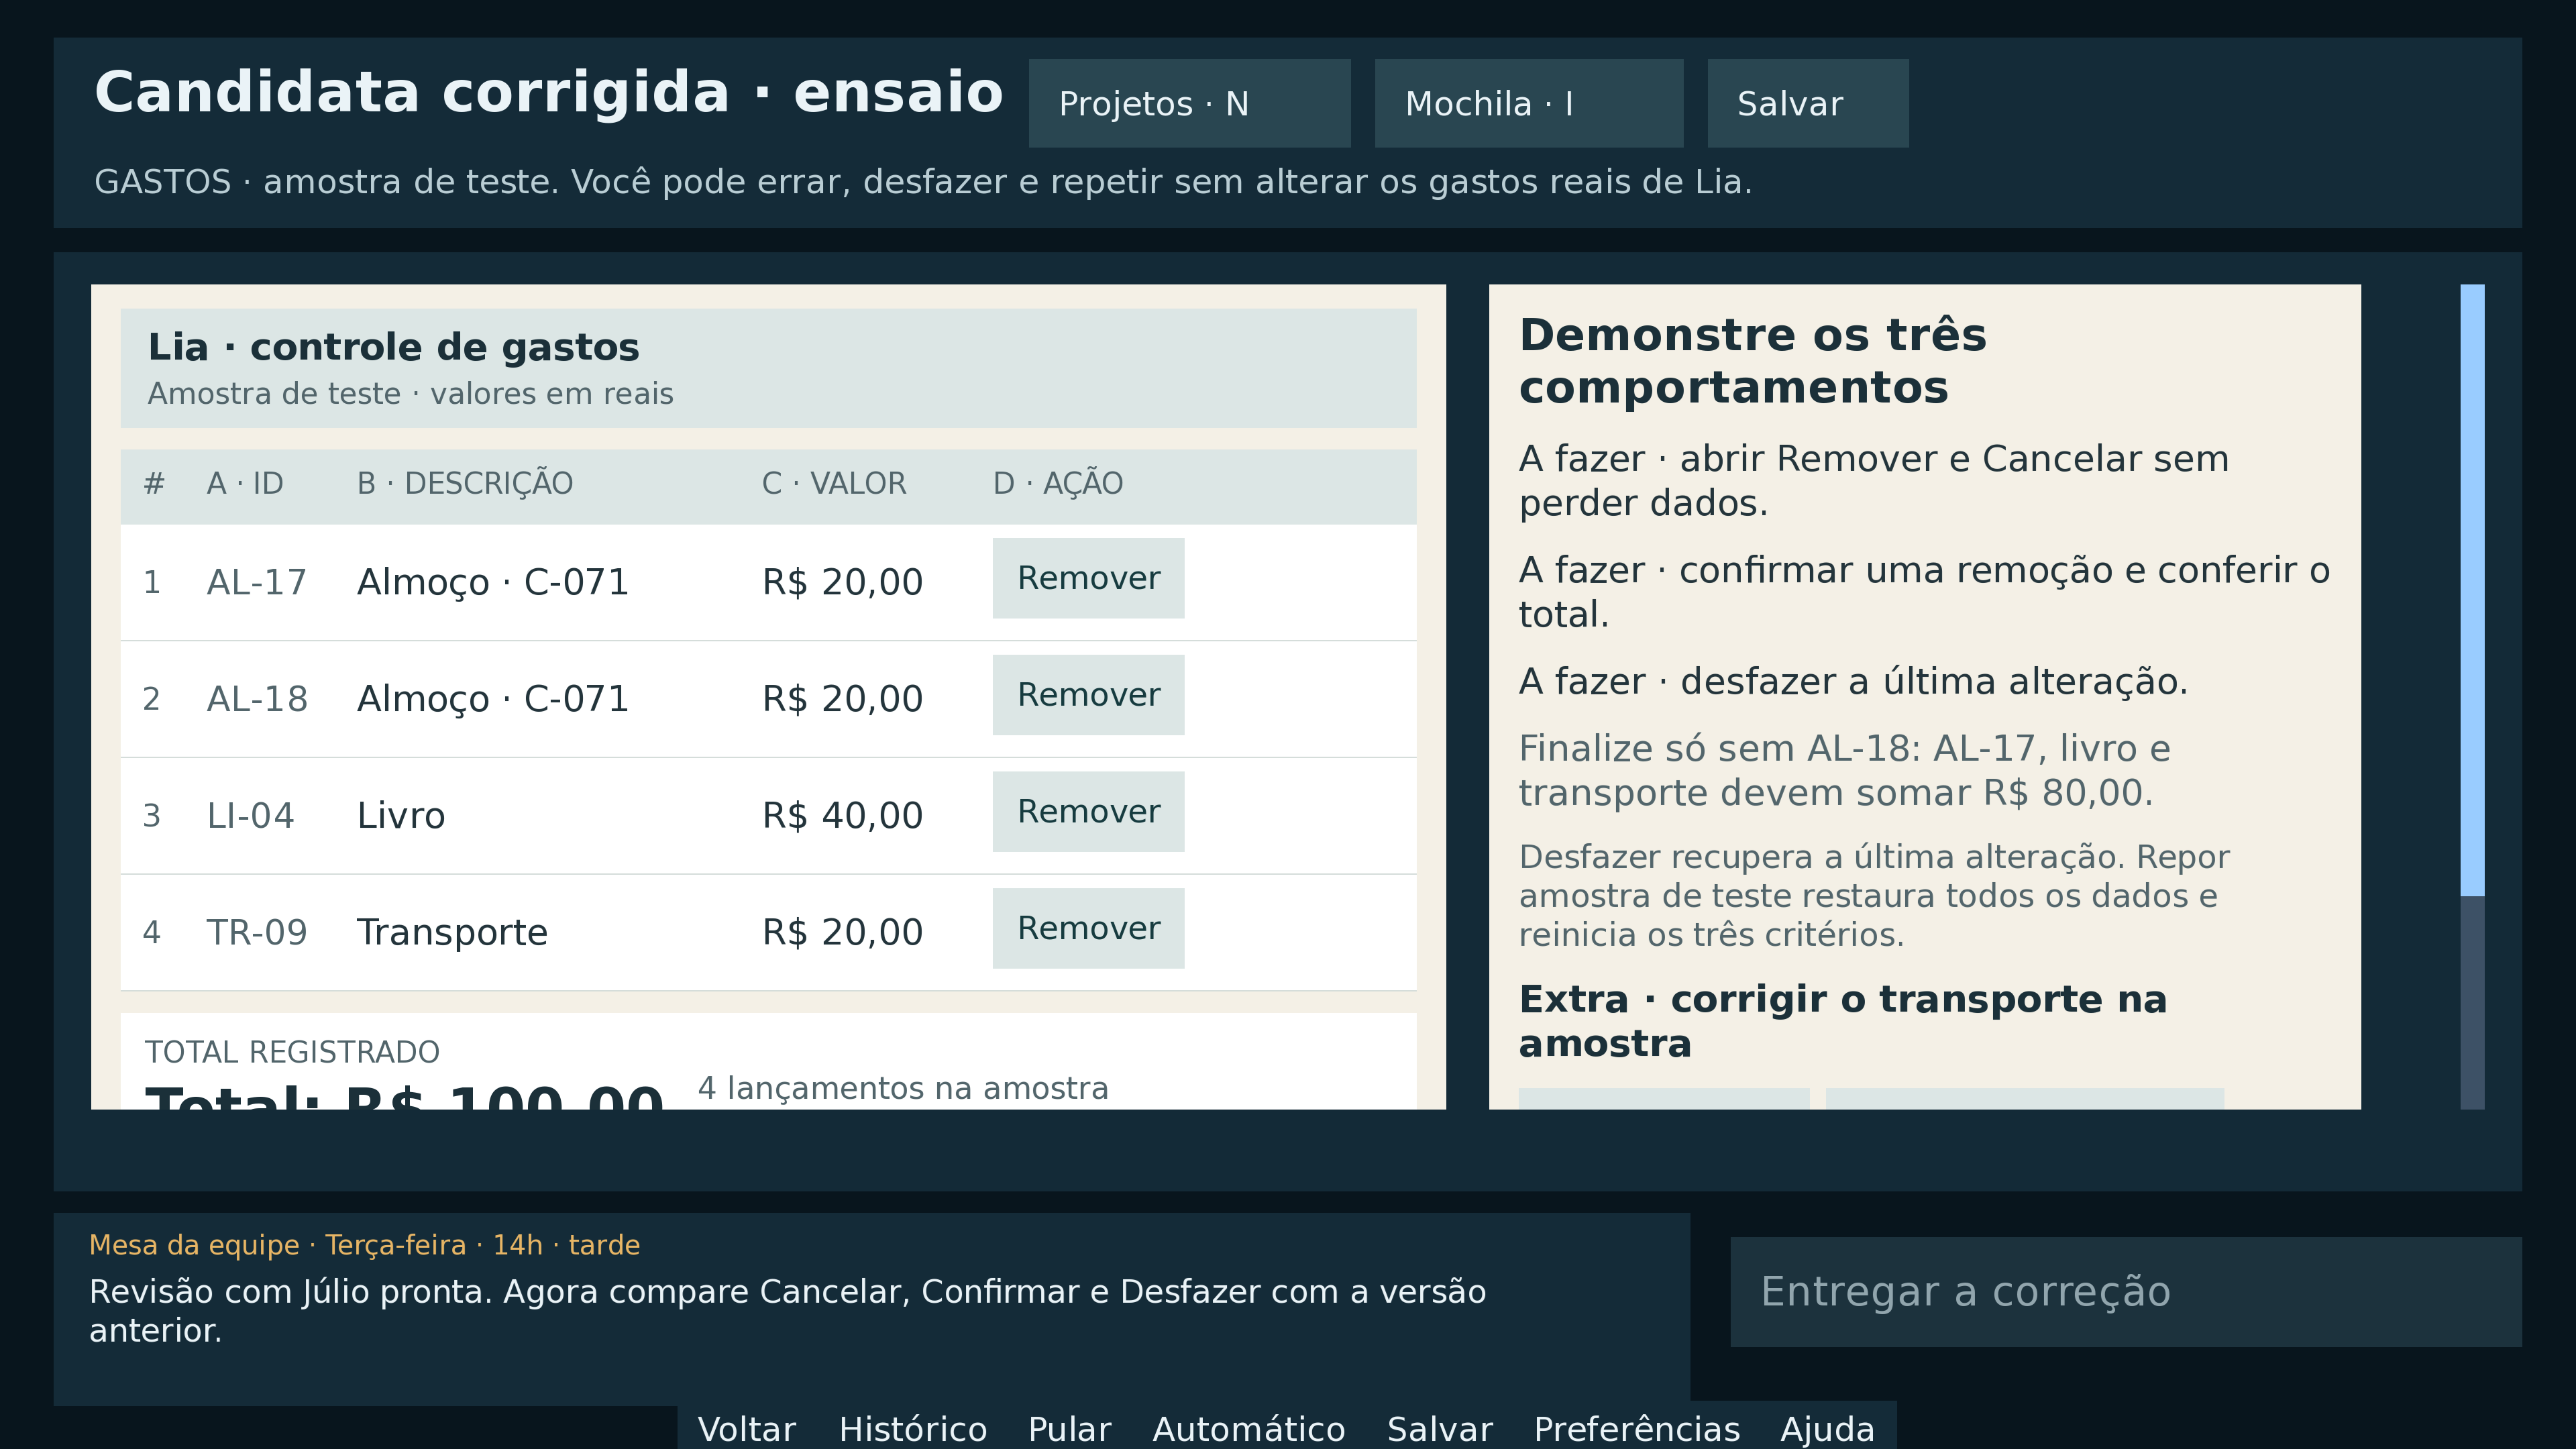 Candidata corrigida · ensaio
Projetos · N
Mochila · I
Salvar
GASTOS · amostra de teste. Você pode errar, desfazer e repetir sem alterar os gastos reais de Lia.
Lia · controle de gastos
Amostra de teste · valores em reais
# A · ID B · DESCRIÇÃO C · VALOR D · AÇÃO
1 AL-17 Almoço · C-071 R$ 20,00 Remover
2 AL-18 Almoço · C-071 R$ 20,00 Remover
3 LI-04 Livro R$ 40,00 Remover
4 TR-09 Transporte R$ 20,00 Remover
TOTAL REGISTRADO
Total: R$ 100,00
4 lançamentos na amostra
Demonstre os três
comportamentos
A fazer · abrir Remover e Cancelar sem
perder dados.
A fazer · confirmar uma remoção e conferir o
total.
A fazer · desfazer a última alteração.
Finalize só sem AL-18: AL-17, livro e
transporte devem somar R$ 80,00.
Desfazer recupera a última alteração. Repor
amostra de teste restaura todos os dados e
reinicia os três critérios.
Extra · corrigir o transporte na
amostra
Mesa da equipe · Terça-feira · 14h · tarde
Revisão com Júlio pronta. Agora compare Cancelar, Confirmar e Desfazer com a versão
anterior.
Entregar a correção
Voltar Histórico Pular Automático Salvar Preferências Ajuda